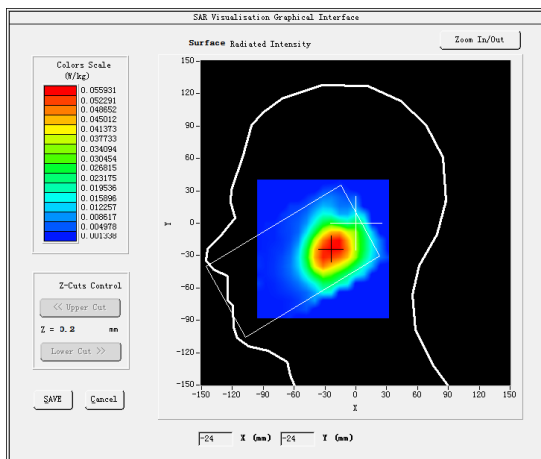 SAR Visualisation Graphical Interface
Surface Radiated Intensity
Zoom In/Out
Colors Scale
(W/kg)
0.055931
0.052291
0.048652
0.045012
0.041373
0.037733
0.034094
0.030454
0.026815
0.023175
0.019536
0.015896
0.012257
0.008617
0.004978
0.001338
Z-Cuts Control
<< Upper Cut
Z = 0.2 mm
Lower Cut >>
SAVE Cancel
150
120
90
60
30
0
-30
-60
-90
-120
-150
Y
-150 -120 -90 -60 -30 0 30 60 90 120 150
X
-24 X (mm) -24 Y (mm)